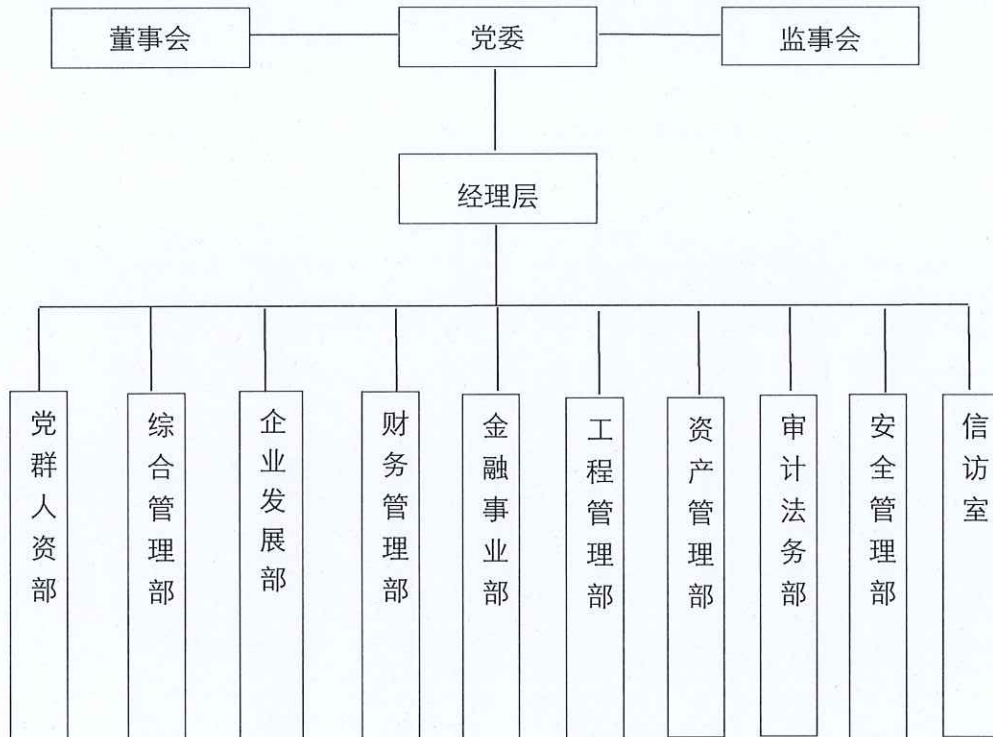 董事会
党委
监事会
经理层
党群人资部
综合管理部
企业发展部
财务管理部
金融事业部
工程管理部
资产管理部
审计法务部
安全管理部
信访室